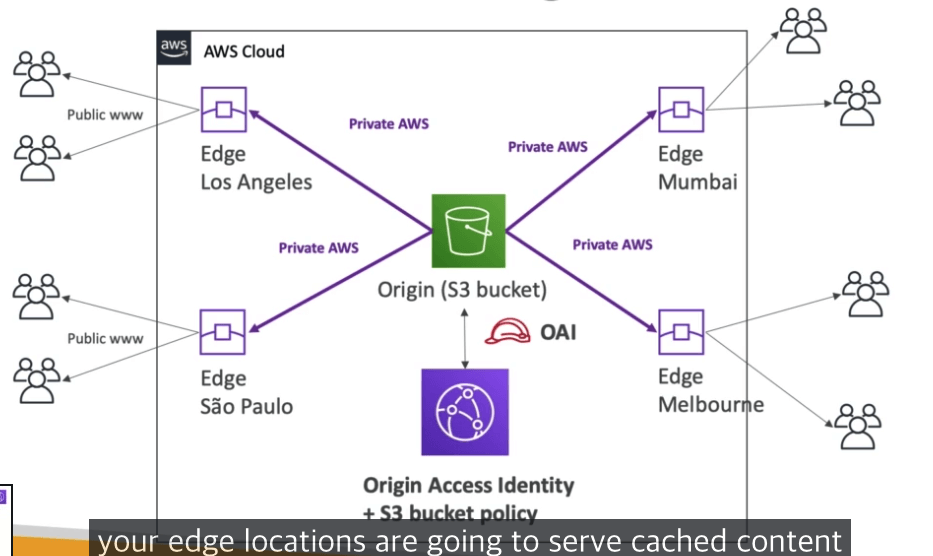 aws
AWS Cloud
Public www
Edge
Los Angeles
Private AWS
Private AWS
Edge
Mumbai
Private AWS
Private AWS
Origin (S3 bucket)
OAI
Public www
Edge
São Paulo
Edge
Melbourne
Origin Access Identity
+ S3 bucket policy
your edge locations are going to serve cached content